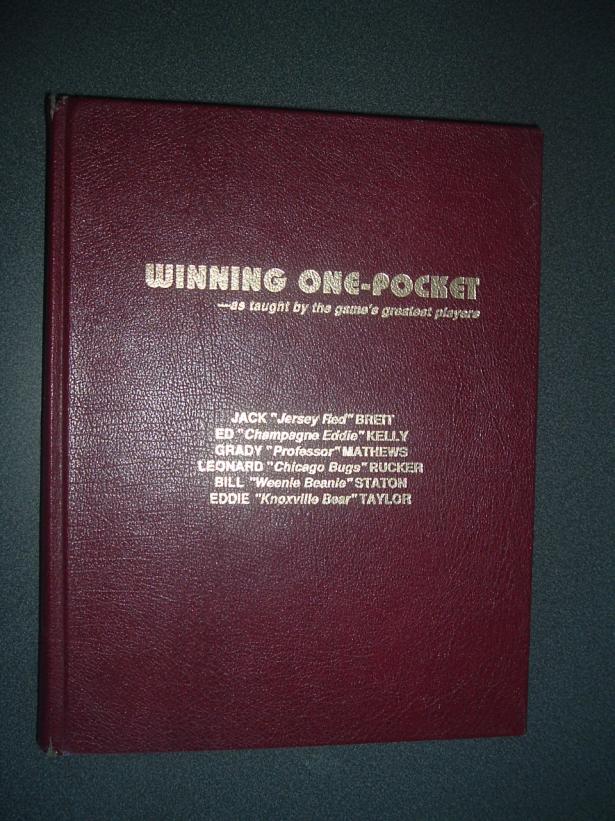 WINNING ONE-POCKET
—as taught by the game's greatest players
JACK "Jersey Red" BREIT
ED "Champagne Eddie" KELLY
GRADY "Professor" MATHEWS
LEONARD "Chicago Bugs" RUCKER
BILL "Weenie Beanie" STATON
EDDIE "Knoxville Bear" TAYLOR